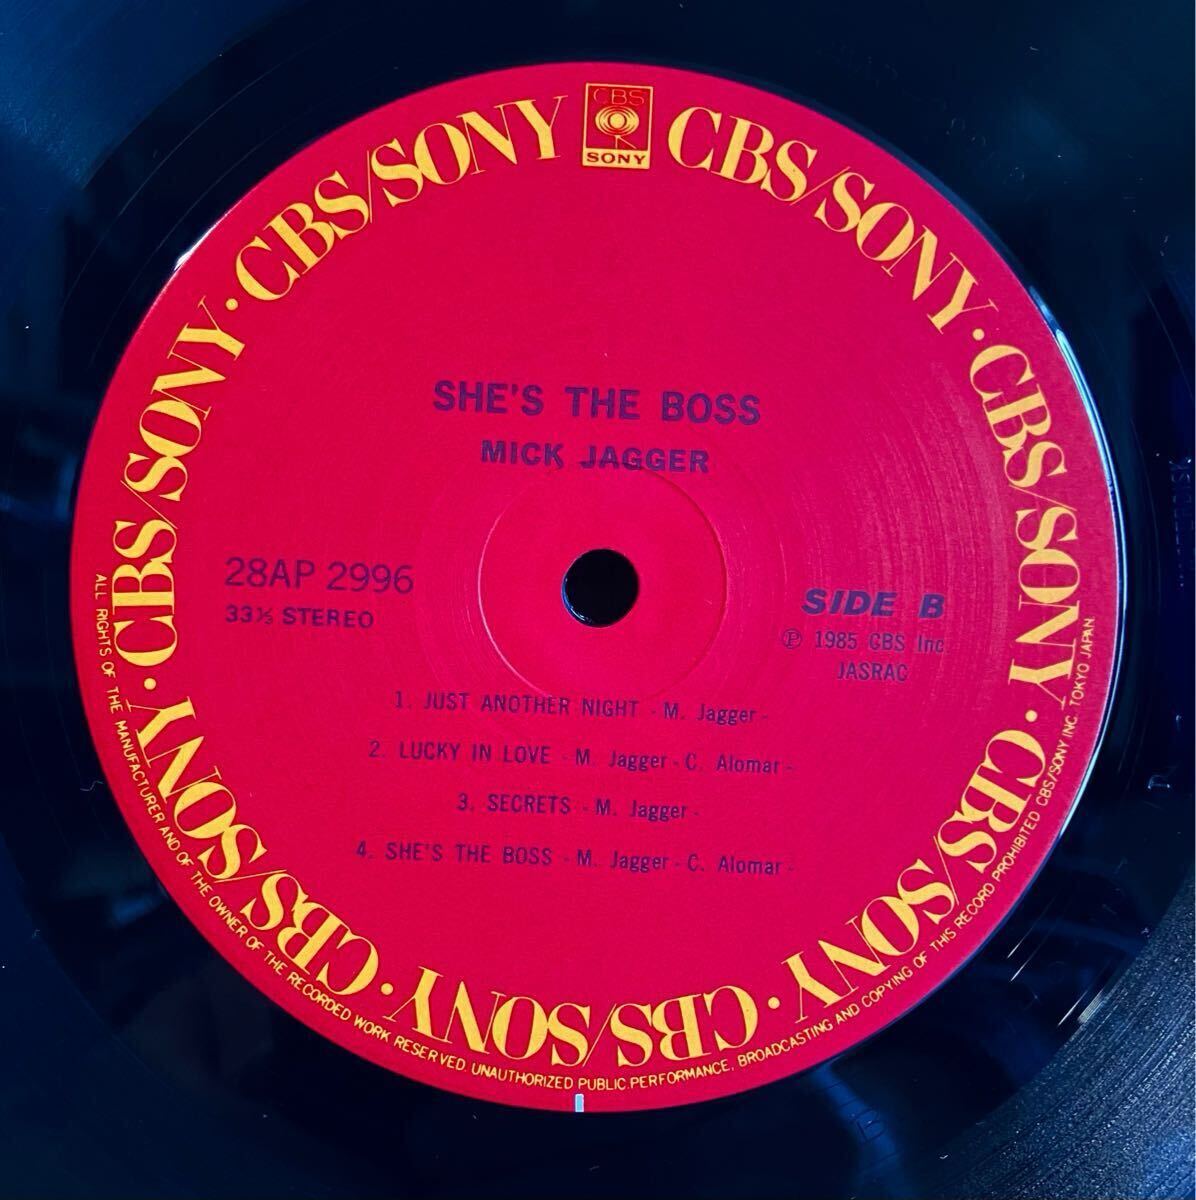 CBS
SONY
CBS/SONY · CBS/SONY · CBS/SONY · CBS/SONY · CBS/SONY · CBS/SONY · CBS/SONY · CBS/SONY · CBS/SONY
SHE'S THE BOSS
MICK JAGGER
28AP 2996
33⅓ STEREO
SIDE B
Ⓟ 1985 CBS Inc
JASRAC
1. JUST ANOTHER NIGHT - M. Jagger -
2. LUCKY IN LOVE - M. Jagger - C. Alomar -
3. SECRETS - M. Jagger -
4. SHE'S THE BOSS - M. Jagger - C. Alomar -
ALL RIGHTS OF THE MANUFACTURER AND OF THE OWNER OF THE RECORDED WORK RESERVED. UNAUTHORIZED PUBLIC PERFORMANCE, BROADCASTING AND COPYING OF THIS RECORD PROHIBITED CBS/SONY INC. TOKYO JAPAN.